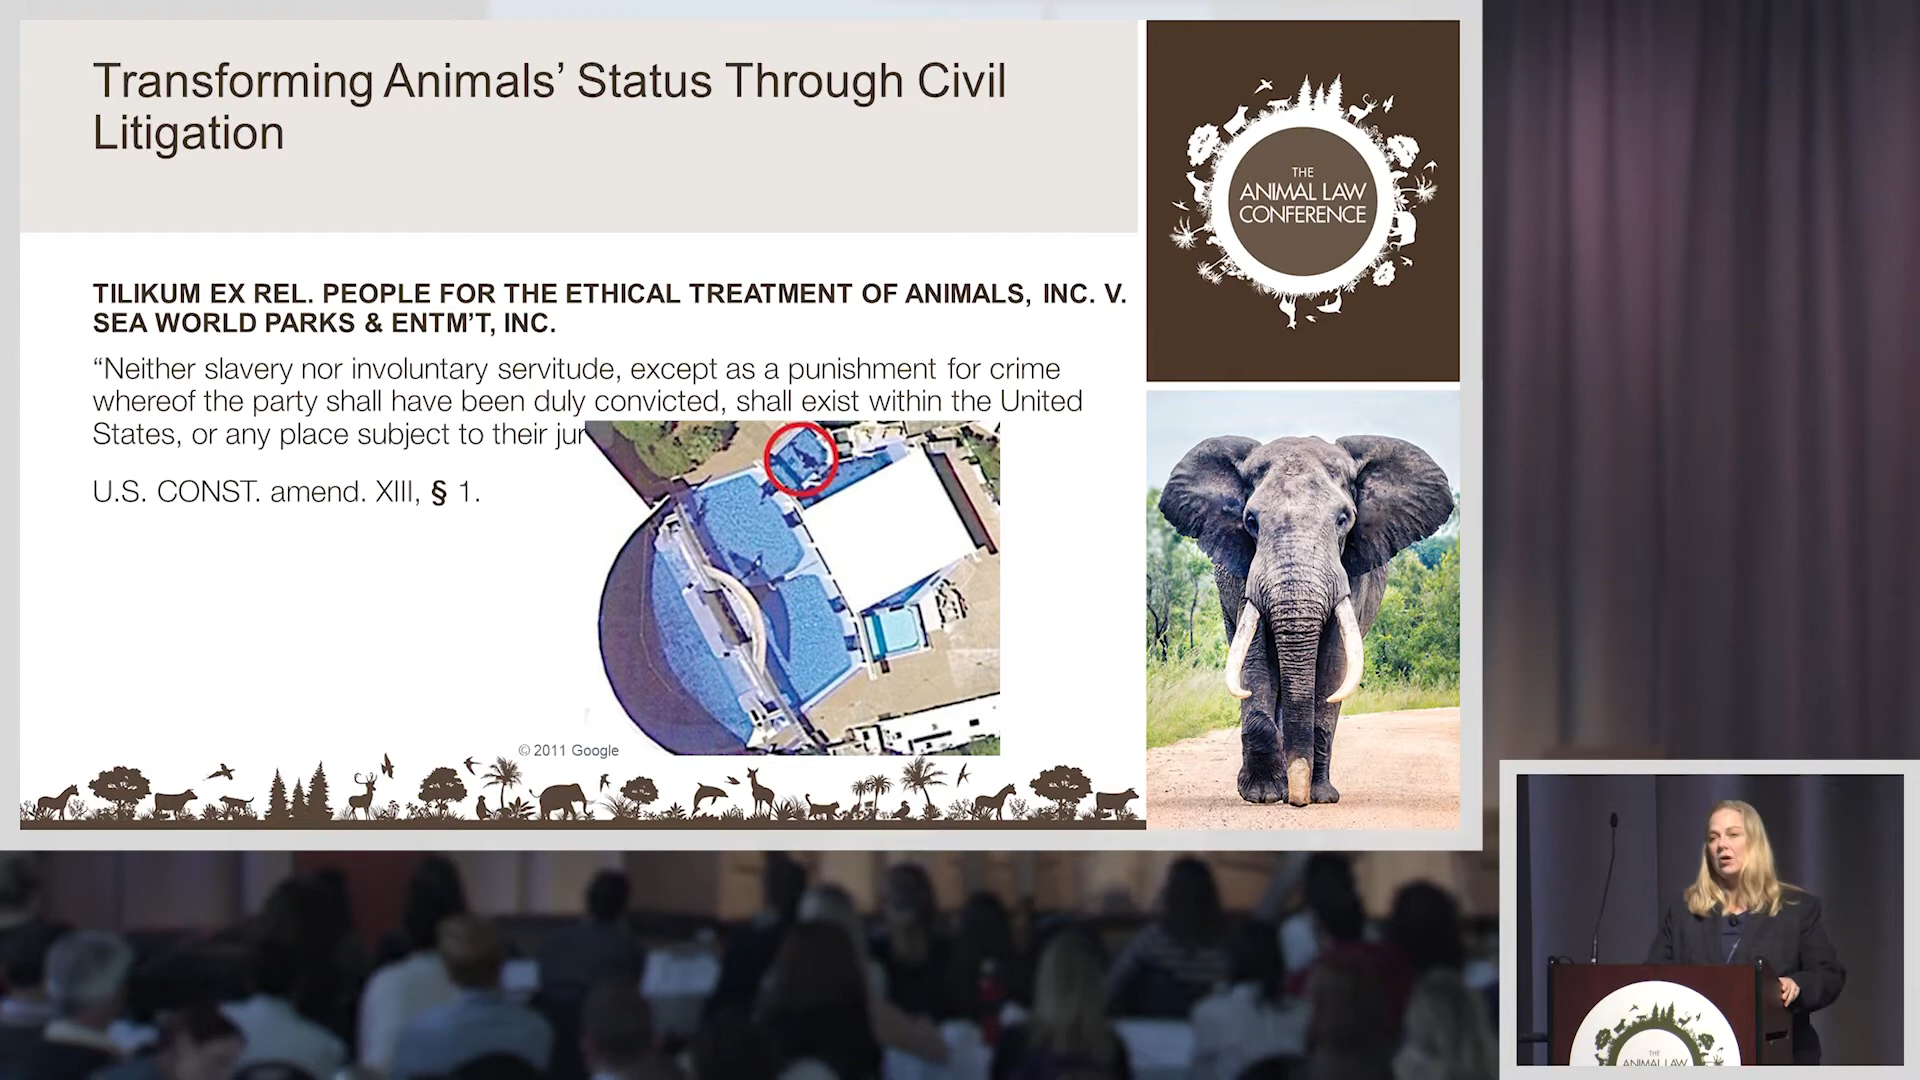 Transforming Animals’ Status Through Civil
Litigation
THE
ANIMAL LAW
CONFERENCE
TILIKUM EX REL. PEOPLE FOR THE ETHICAL TREATMENT OF ANIMALS, INC. V.
SEA WORLD PARKS & ENTM’T, INC.
“Neither slavery nor involuntary servitude, except as a punishment for crime
whereof the party shall have been duly convicted, shall exist within the United
States, or any place subject to their jur
U.S. CONST. amend. XIII, § 1.
© 2011 Google
THE
ANIMAL LAW